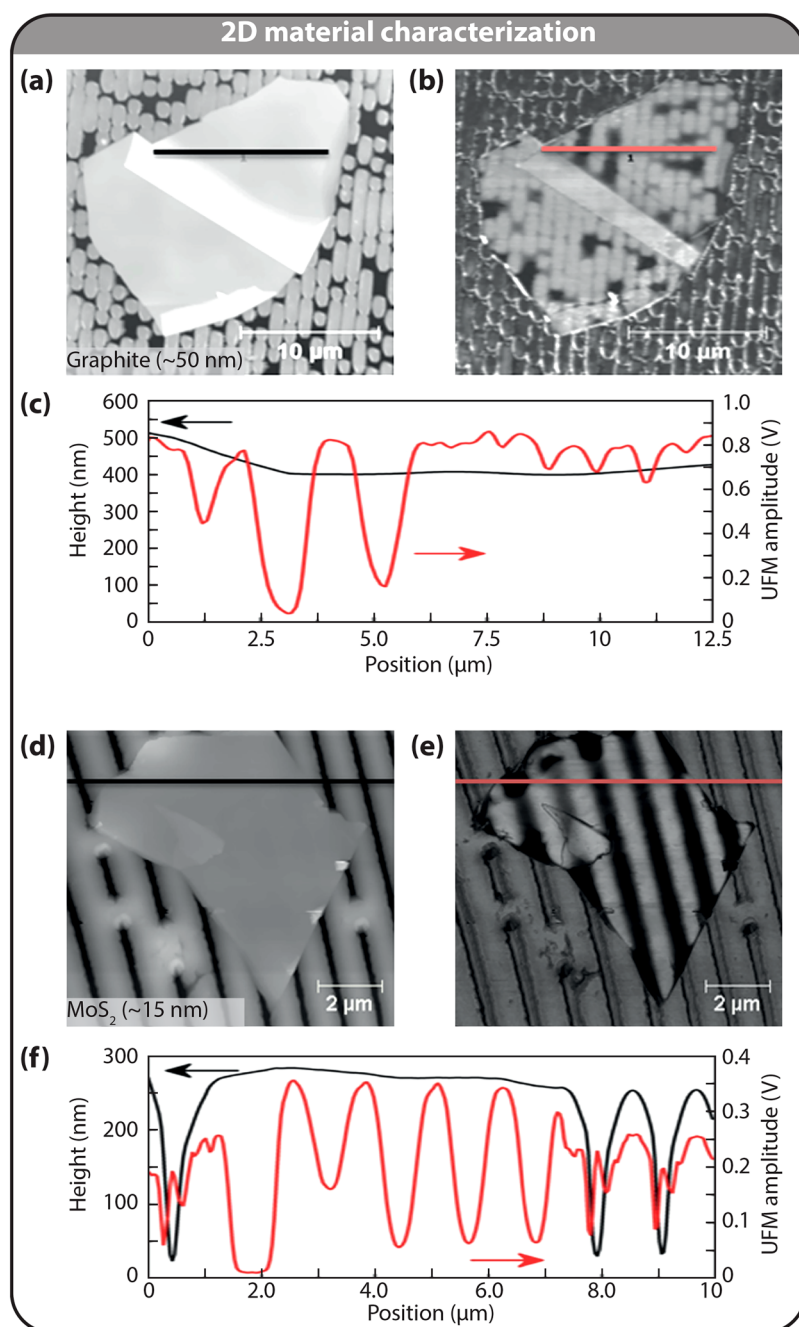 2D material characterization
(a)
(b)
1
1
10 µm
10 µm
Graphite (~50 nm)
(c)
600
500
400
300
200
100
0
Height (nm)
1.0
0.8
0.6
0.4
0.2
0
UFM amplitude (V)
0 2.5 5.0 7.5 10 12.5
Position (µm)
(d)
(e)
2 µm
2 µm
MoS₂ (~15 nm)
(f)
300
200
100
0
Height (nm)
0.4
0.3
0.2
0.1
0
UFM amplitude (V)
0 2.0 4.0 6.0 8.0 10
Position (µm)